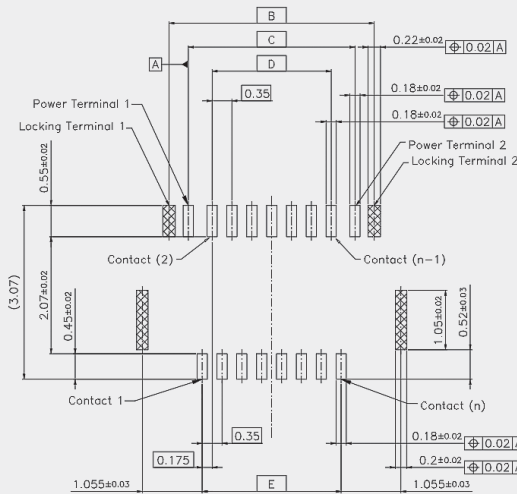 B
C
0.22±0.02
⌖ 0.02 A
A
D
0.18±0.02
⌖ 0.02 A
0.35
Power Terminal 1
0.18±0.02
⌖ 0.02 A
Locking Terminal 1
Power Terminal 2
Locking Terminal 2
0.55±0.02
Contact (2)
Contact (n-1)
(3.07)
2.07±0.02
0.45±0.02
1.05±0.02
0.52±0.03
Contact 1
Contact (n)
0.35
0.18±0.02
⌖ 0.02 A
0.175
0.2±0.02
⌖ 0.02 A
1.055±0.03
E
1.055±0.03